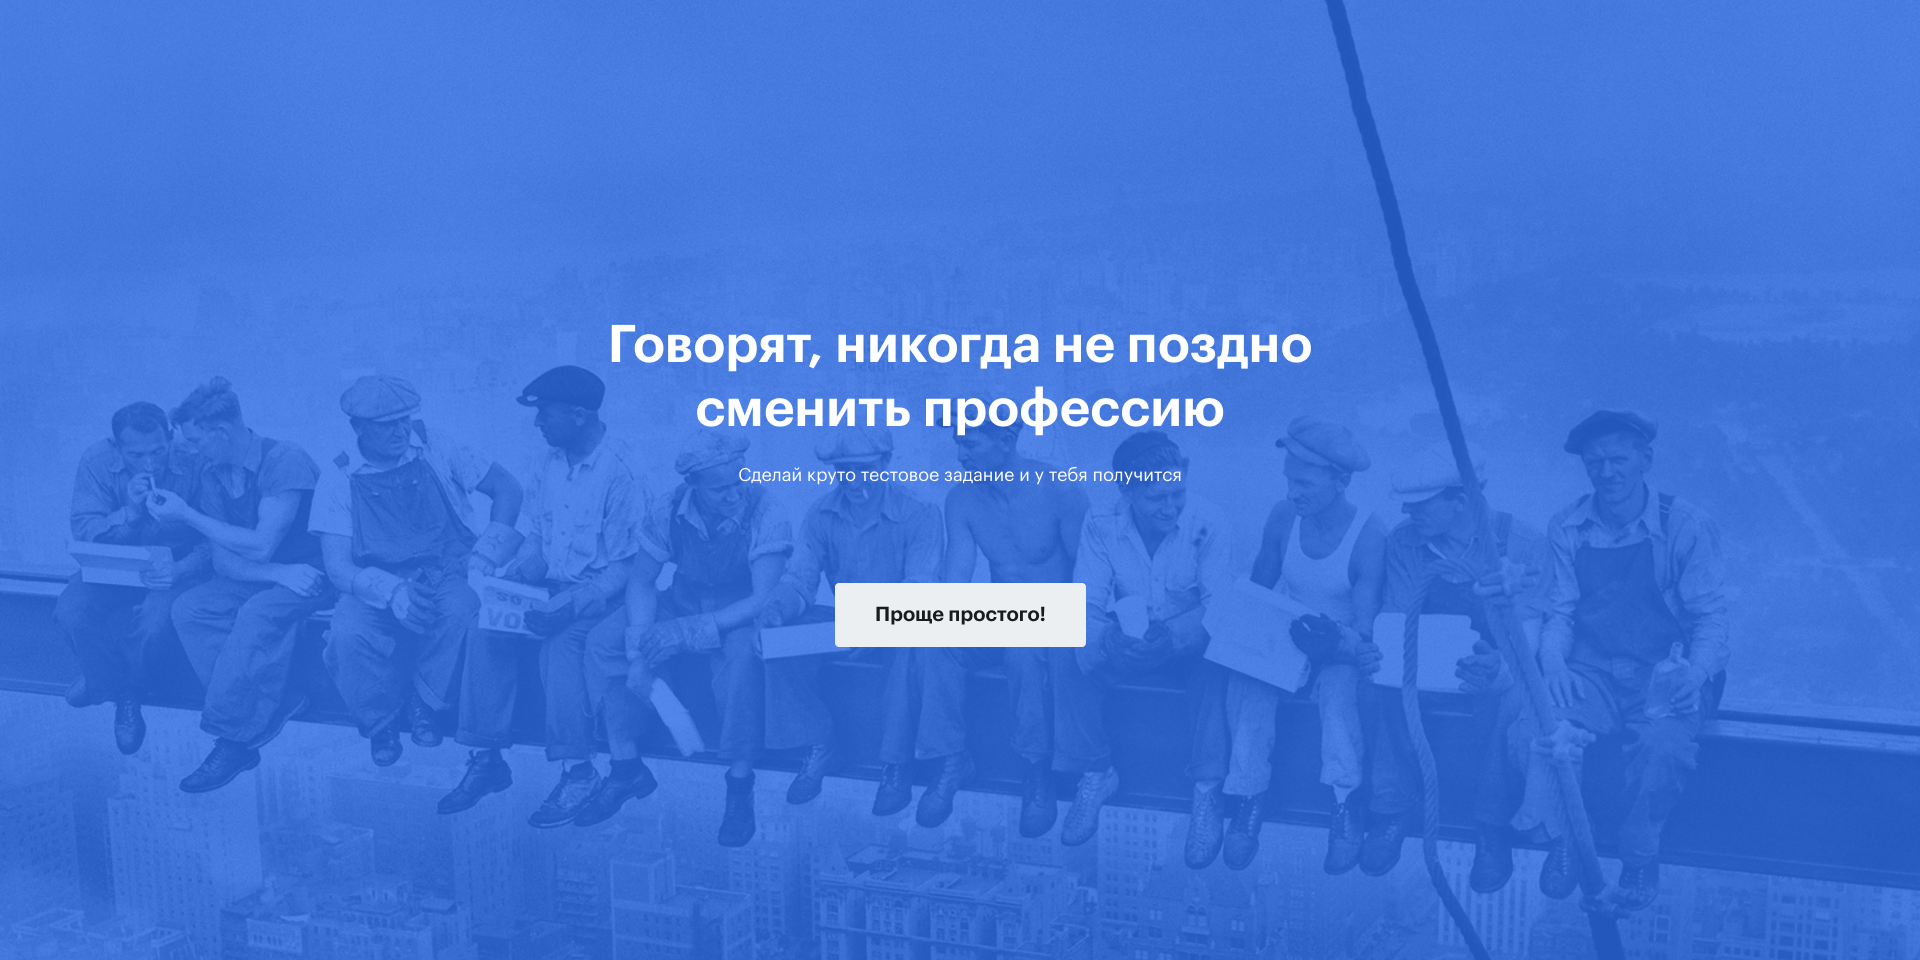 Говорят, никогда не поздно
сменить профессию
Сделай круто тестовое задание и у тебя получится
Проще простого!